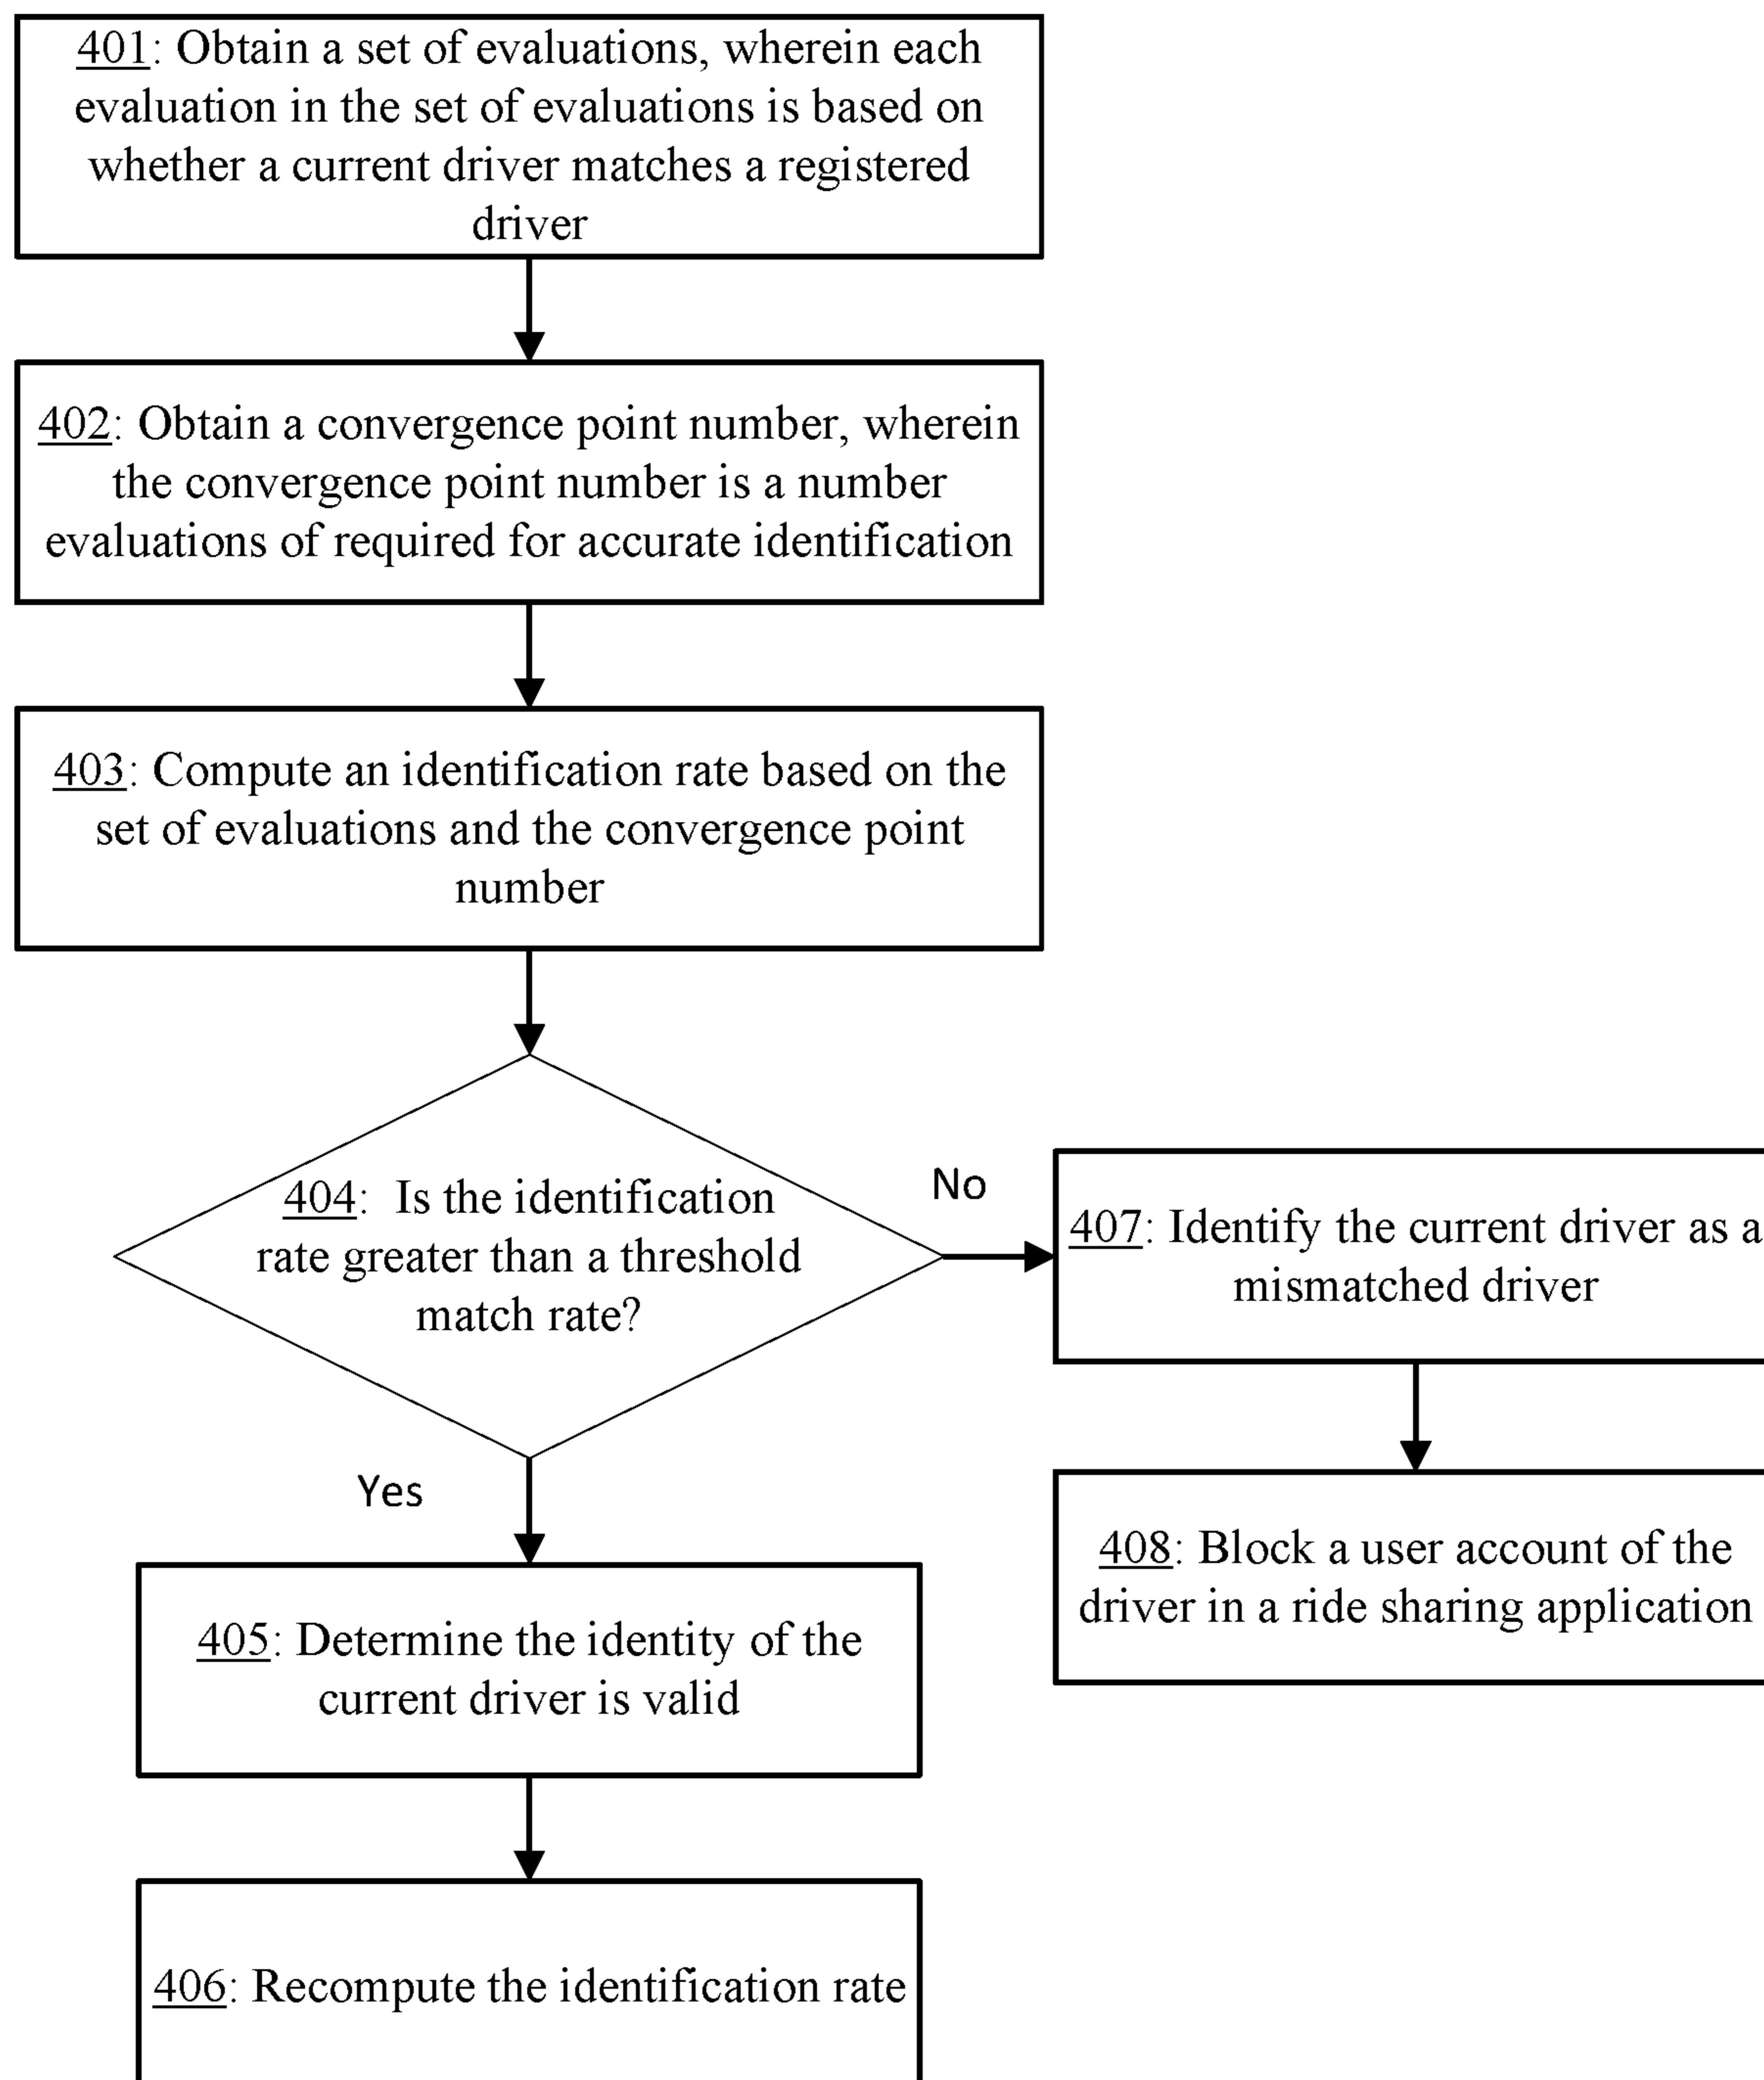 401: Obtain a set of evaluations, wherein each
evaluation in the set of evaluations is based on
whether a current driver matches a registered
driver
402: Obtain a convergence point number, wherein
the convergence point number is a number
evaluations of required for accurate identification
403: Compute an identification rate based on the
set of evaluations and the convergence point
number
404:  Is the identification
rate greater than a threshold
match rate?
No
407: Identify the current driver as a
mismatched driver
408: Block a user account of the
driver in a ride sharing application
Yes
405: Determine the identity of the
current driver is valid
406: Recompute the identification rate